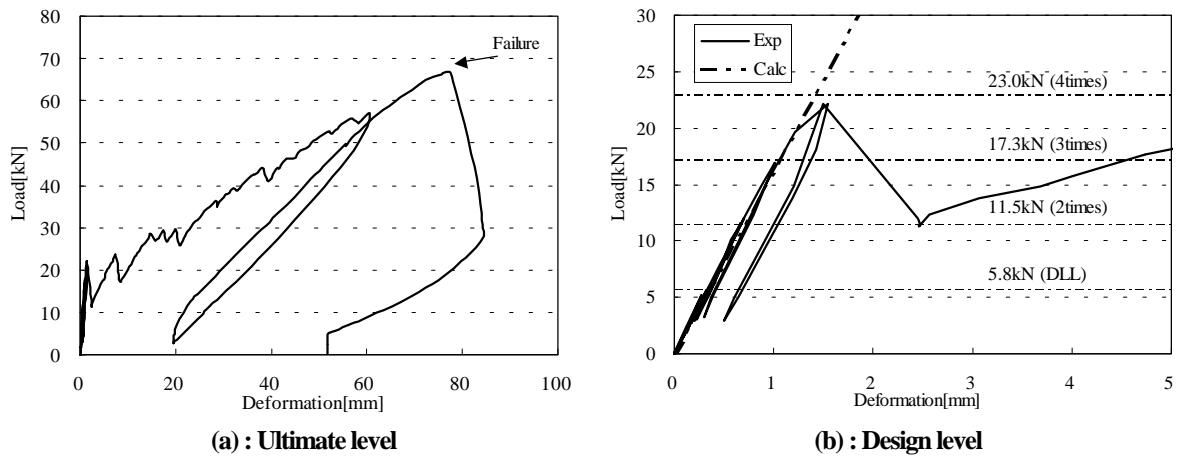 80
70
60
50
40
30
20
10
0
Load[kN]
Failure
0 20 40 60 80 100
Deformation[mm]
(a) : Ultimate level
30
25
20
15
10
5
0
Load[kN]
Exp
Calc
23.0kN (4times)
17.3kN (3times)
11.5kN (2times)
5.8kN (DLL)
0 1 2 3 4 5
Deformation[mm]
(b) : Design level